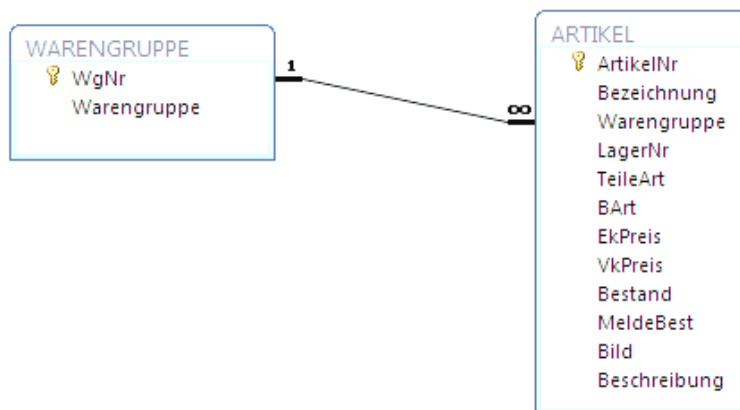 WARENGRUPPE
WgNr
Warengruppe
1
∞
ARTIKEL
ArtikelNr
Bezeichnung
Warengruppe
LagerNr
TeileArt
BArt
EkPreis
VkPreis
Bestand
MeldeBest
Bild
Beschreibung